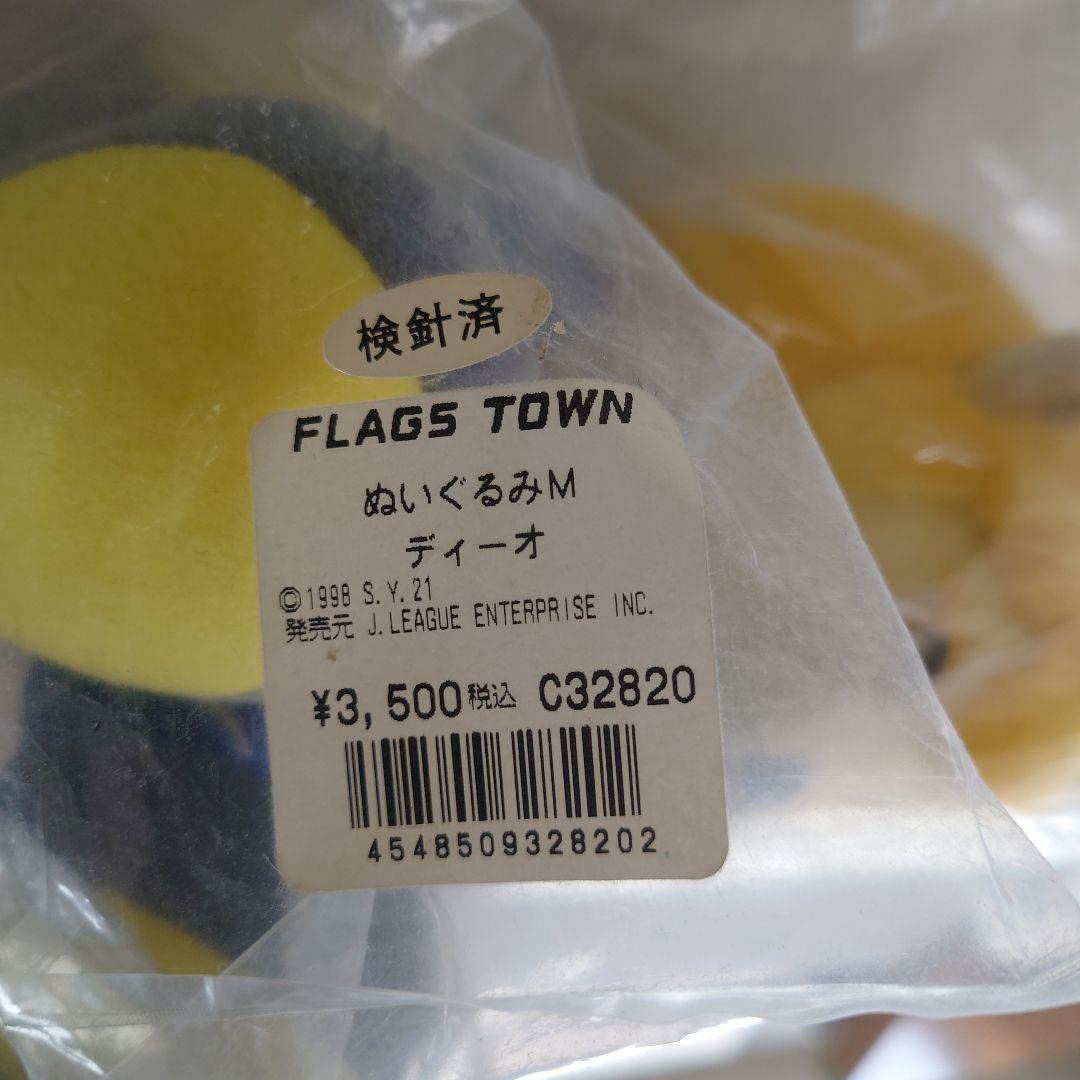 検針済
FLAGS TOWN
ぬいぐるみM
ディーオ
©1998 S.Y.21
発売元 J.LEAGUE ENTERPRISE INC.
¥3,500税込 C32820
4548509328202